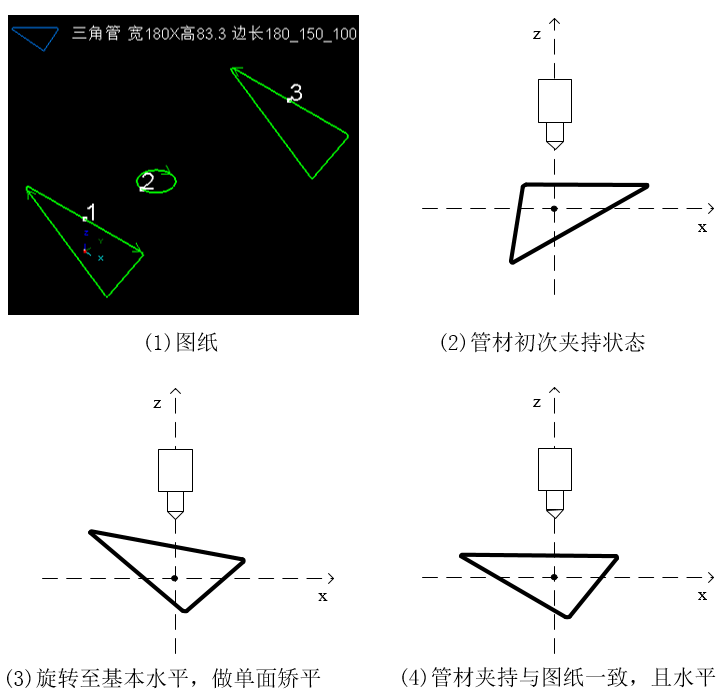 三角管 宽180X高83.3 边长180_150_100
3
2
1
Z
Y
X
z
x
(1)图纸
(2)管材初次夹持状态
z
x
z
x
(3)旋转至基本水平，做单面矫平
(4)管材夹持与图纸一致，且水平